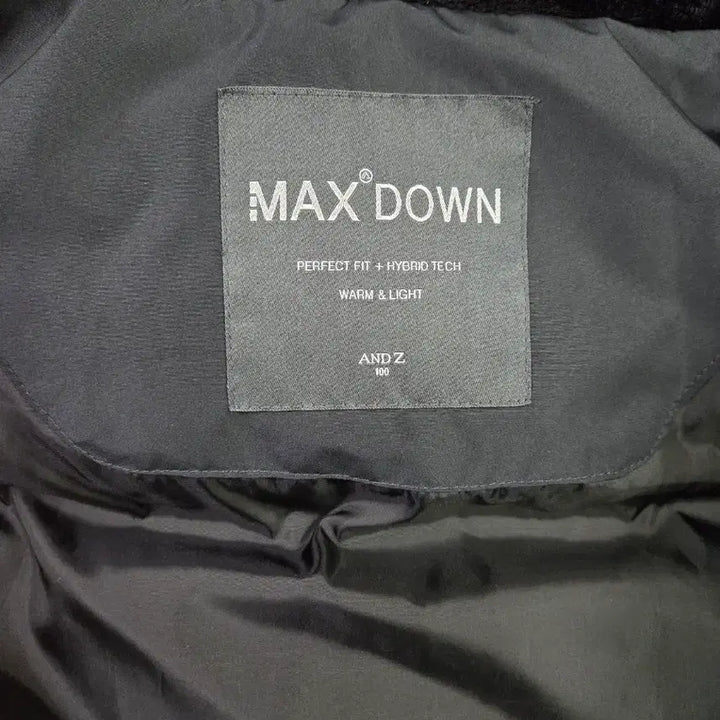 MAX DOWN
PERFECT FIT + HYBRID TECH
WARM & LIGHT
AND Z
100